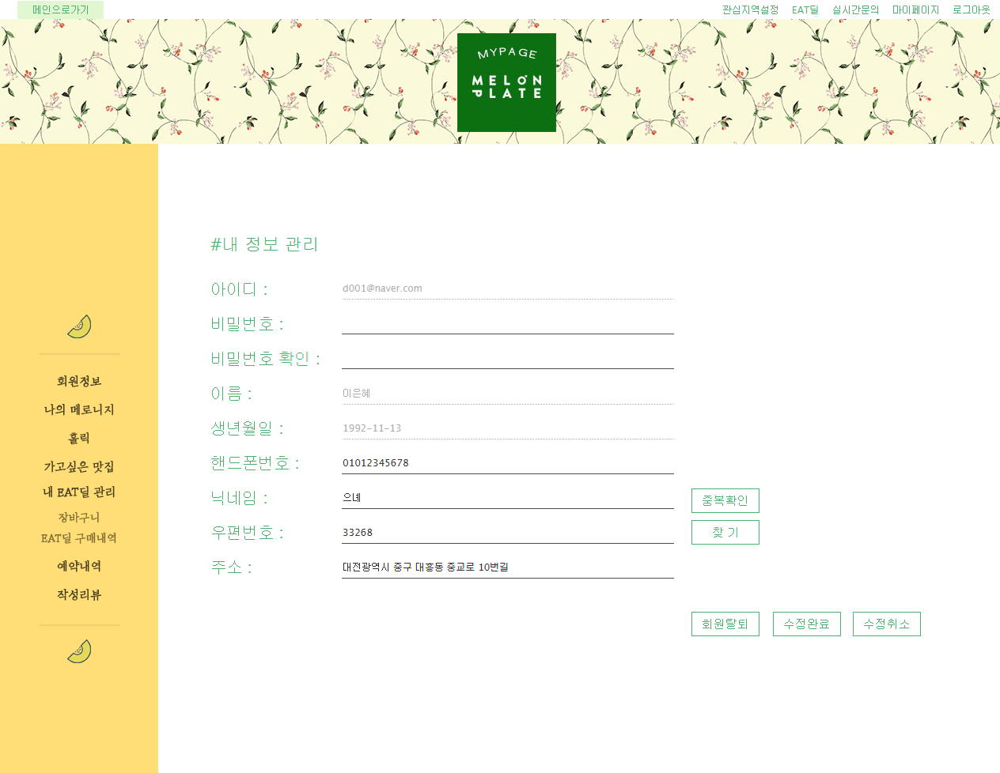 메인으로가기 관심지역설정 EAT딜 실시간문의 마이페이지 로그아웃
MYPAGE
MELON
PLATE
#내 정보 관리
아이디 : d001@naver.com
비밀번호 :
비밀번호 확인 :
이름 : 이은혜
생년월일 : 1992-11-13
핸드폰번호 : 01012345678
닉네임 : 으녜 중복확인
우편번호 : 33268 찾 기
주소 : 대전광역시 중구 대흥동 중교로 10번길
회원탈퇴 수정완료 수정취소
회원정보
나의 메로니지
홀릭
가고싶은 맛집
내 EAT딜 관리
장바구니
EAT딜 구매내역
예약내역
작성리뷰